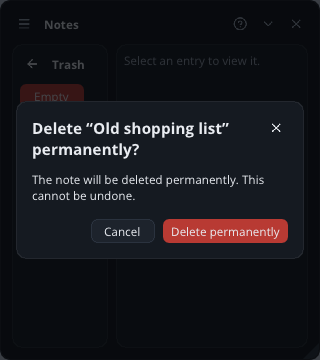 Notes
Trash
Select an entry to view it.
Empty
Delete “Old shopping list”
permanently?
The note will be deleted permanently. This
cannot be undone.
Cancel
Delete permanently